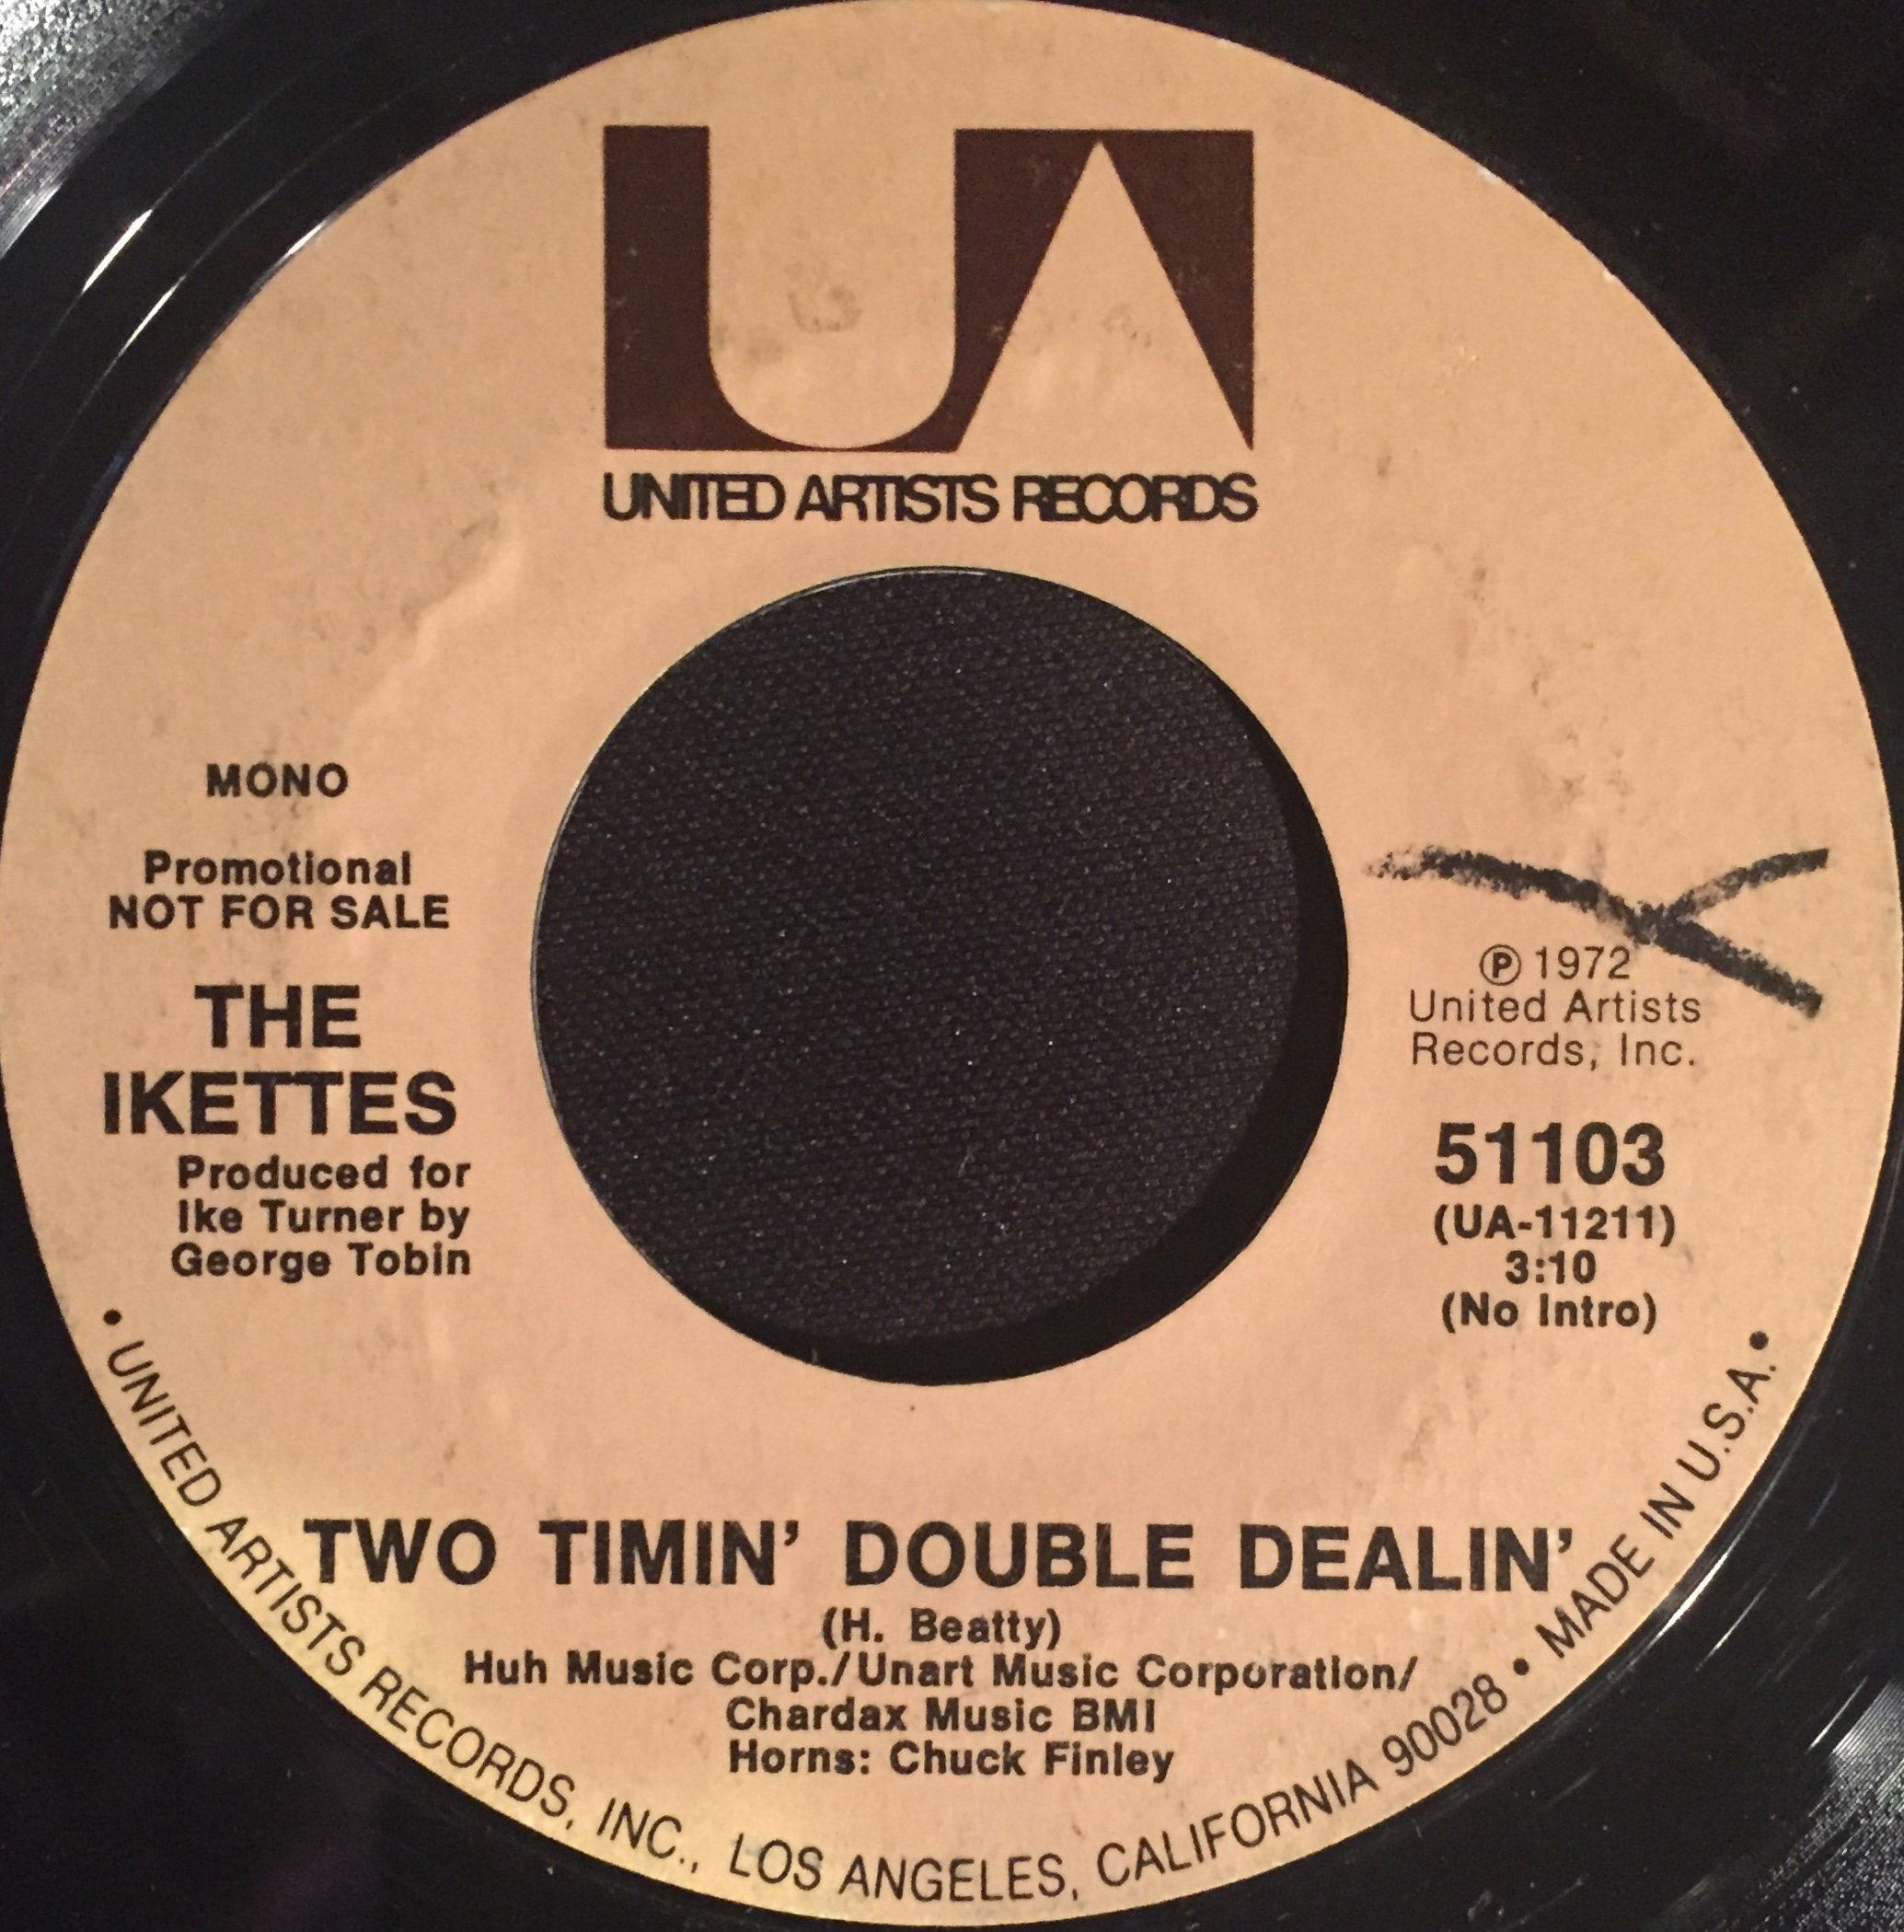 UA
UNITED ARTISTS RECORDS
MONO
Promotional
NOT FOR SALE
THE
IKETTES
Produced for
Ike Turner by
George Tobin
℗ 1972
United Artists
Records, Inc.
51103
(UA-11211)
3:10
(No Intro)
TWO TIMIN' DOUBLE DEALIN'
(H. Beatty)
Huh Music Corp./Unart Music Corporation/
Chardax Music BMI
Horns: Chuck Finley
• UNITED ARTISTS RECORDS, INC., LOS ANGELES, CALIFORNIA 90028 • MADE IN U.S.A. •